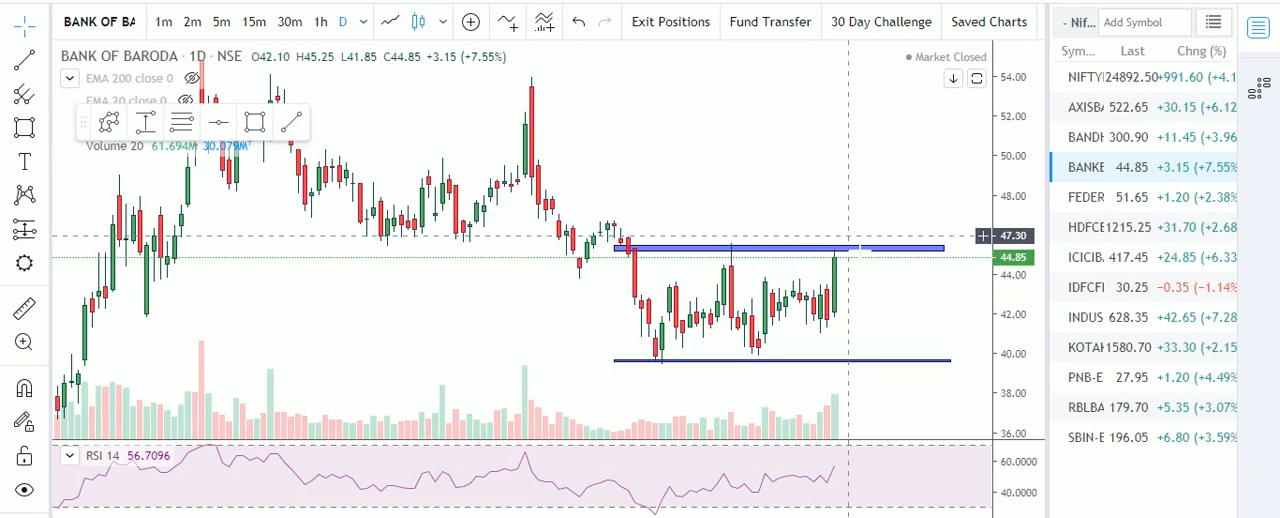 BANK OF BA 1m 2m 5m 15m 30m 1h D Exit Positions Fund Transfer 30 Day Challenge Saved Charts
BANK OF BARODA · 1D · NSE O42.10 H45.25 L41.85 C44.85 +3.15 (+7.55%)
Market Closed
EMA 200 close 0
EMA 20 close 0
Volume 20 61.694M 30.079M
54.00
52.00
50.00
48.00
47.30
44.85
44.00
42.00
40.00
38.00
36.00
RSI 14 56.7096
60.0000
40.0000
- Nif... Add Symbol
Sym... Last Chng (%)
NIFTY 24892.50 +991.60 (+4.1
AXISBA 522.65 +30.15 (+6.12
BANDH 300.90 +11.45 (+3.96
BANKE 44.85 +3.15 (+7.55%
FEDER 51.65 +1.20 (+2.38%
HDFCE 1215.25 +31.70 (+2.68
ICICIB, 417.45 +24.85 (+6.33
IDFCFI 30.25 −0.35 (−1.14%
INDUS 628.35 +42.65 (+7.28
KOTAK 1580.70 +33.30 (+2.15
PNB-E 27.95 +1.20 (+4.49%
RBLBA 179.70 +5.35 (+3.07%
SBIN-E 196.05 +6.80 (+3.59%